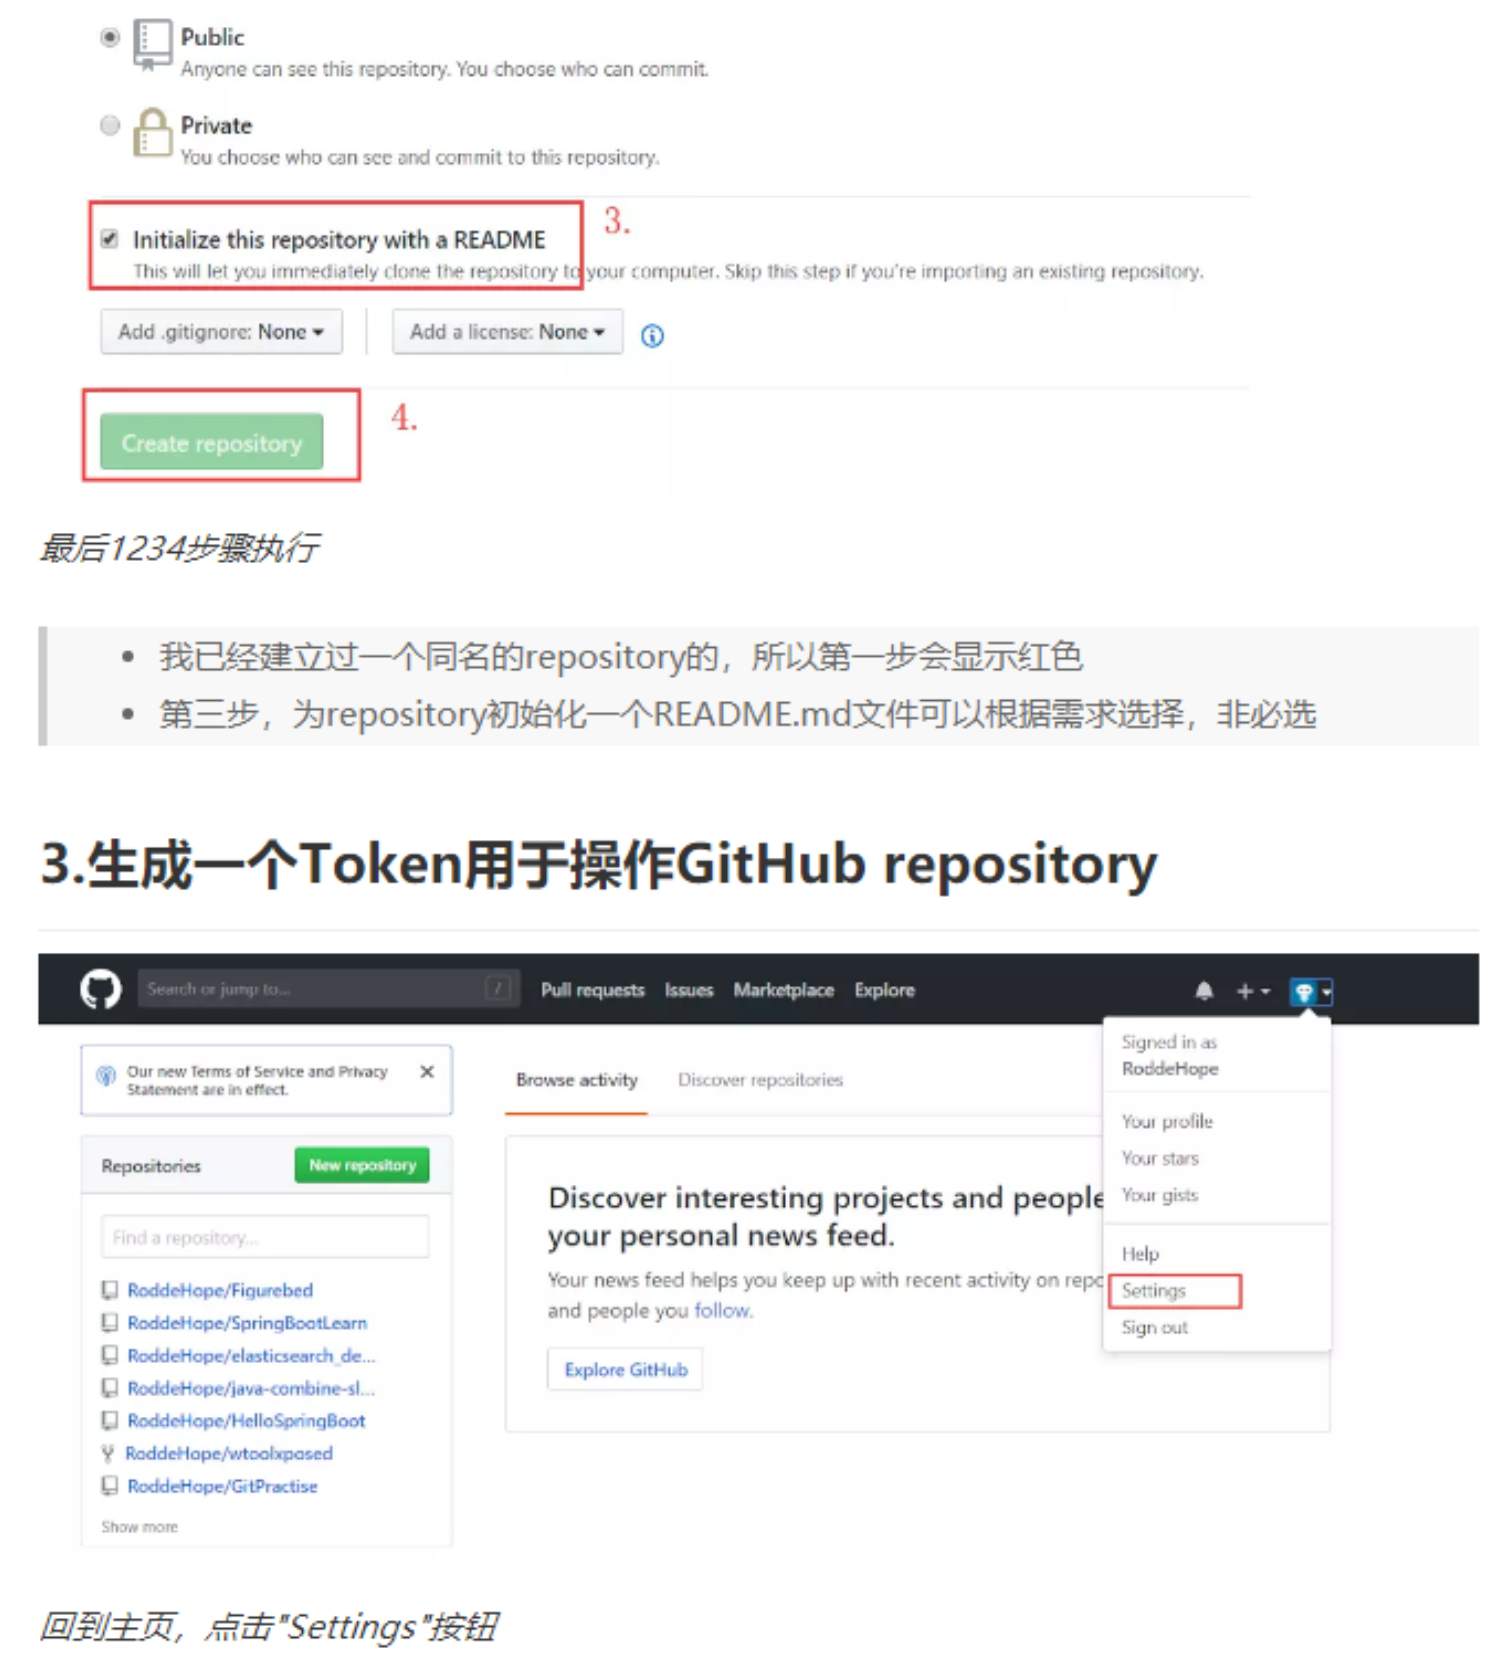 Public
Anyone can see this repository. You choose who can commit.
Private
You choose who can see and commit to this repository.
Initialize this repository with a README
3.
This will let you immediately clone the repository to your computer. Skip this step if you're importing an existing repository.
Add .gitignore: None
Add a license: None
Create repository
4.
最后1234步骤执行
我已经建立过一个同名的repository的，所以第一步会显示红色
第三步，为repository初始化一个README.md文件可以根据需求选择，非必选
3.生成一个Token用于操作GitHub repository
Search or jump to...
/
Pull requests Issues Marketplace Explore
Signed in as
RoddeHope
Your profile
Your stars
Your gists
Help
Settings
Sign out
Our new Terms of Service and Privacy
Statement are in effect.
Repositories
New repository
Find a repository...
RoddeHope/Figurebed
RoddeHope/SpringBootLearn
RoddeHope/elasticsearch_de...
RoddeHope/java-combine-sl...
RoddeHope/HelloSpringBoot
RoddeHope/wtoolxposed
RoddeHope/GitPractise
Show more
Browse activity Discover repositories
Discover interesting projects and people
your personal news feed.
Your news feed helps you keep up with recent activity on repo
and people you follow.
Explore GitHub
回到主页，点击"Settings"按钮